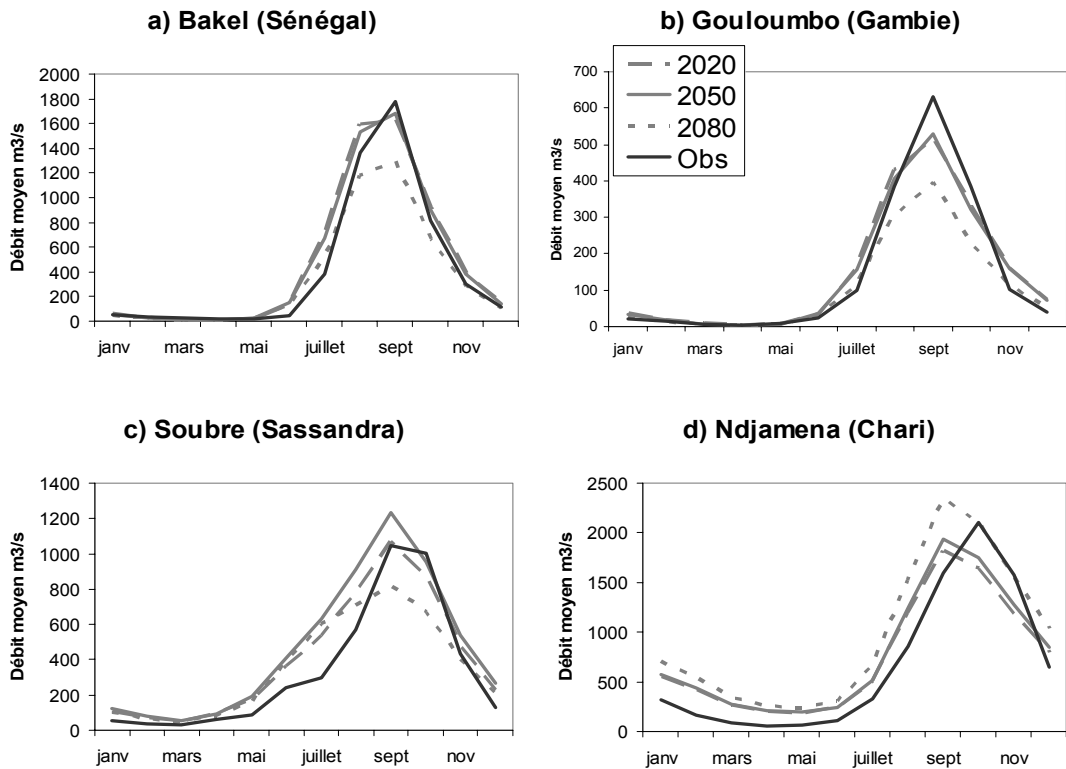 a) Bakel (Sénégal)
Débit moyen m3/s
2000
1800
1600
1400
1200
1000
800
600
400
200
0
janv mars mai juillet sept nov
b) Gouloumbo (Gambie)
Débit moyen m3/s
700
600
500
400
300
200
100
0
janv mars mai juillet sept nov
2020
2050
2080
Obs
c) Soubre (Sassandra)
Débit moyen m3/s
1400
1200
1000
800
600
400
200
0
janv mars mai juillet sept nov
d) Ndjamena (Chari)
Débit moyen m3/s
2500
2000
1500
1000
500
0
janv mars mai juillet sept nov